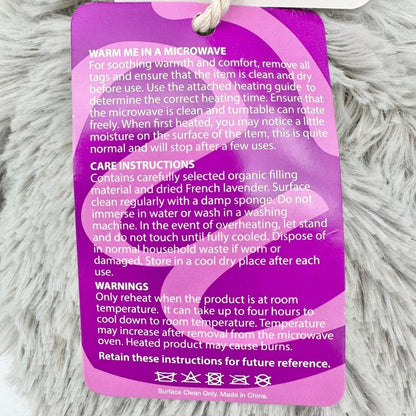 WARM ME IN A MICROWAVE
For soothing warmth and comfort, remove all
tags and ensure that the item is clean and dry
before use. Use the attached heating guide to
determine the correct heating time. Ensure that
the microwave is clean and turntable can rotate
freely. When first heated, you may notice a little
moisture on the surface of the item, this is quite
normal and will stop after a few uses.
CARE INSTRUCTIONS
Contains carefully selected organic filling
material and dried French lavender. Surface
clean regularly with a damp sponge. Do not
immerse in water or wash in a washing
machine. In the event of overheating, let stand
and do not touch until fully cooled. Dispose of
in normal household waste if worn or
damaged. Store in a cool dry place after each
use.
WARNINGS
Only reheat when the product is at room
temperature. It can take up to four hours to
cool down to room temperature. Temperature
may increase after removal from the microwave
oven. Heated product may cause burns.
Retain these instructions for future reference.
Surface Clean Only. Made in China.